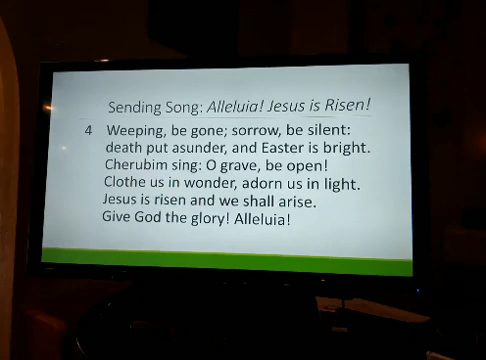 Sending Song: Alleluia! Jesus is Risen!
4 Weeping, be gone; sorrow, be silent:
death put asunder, and Easter is bright.
Cherubim sing: O grave, be open!
Clothe us in wonder, adorn us in light.
Jesus is risen and we shall arise.
Give God the glory! Alleluia!